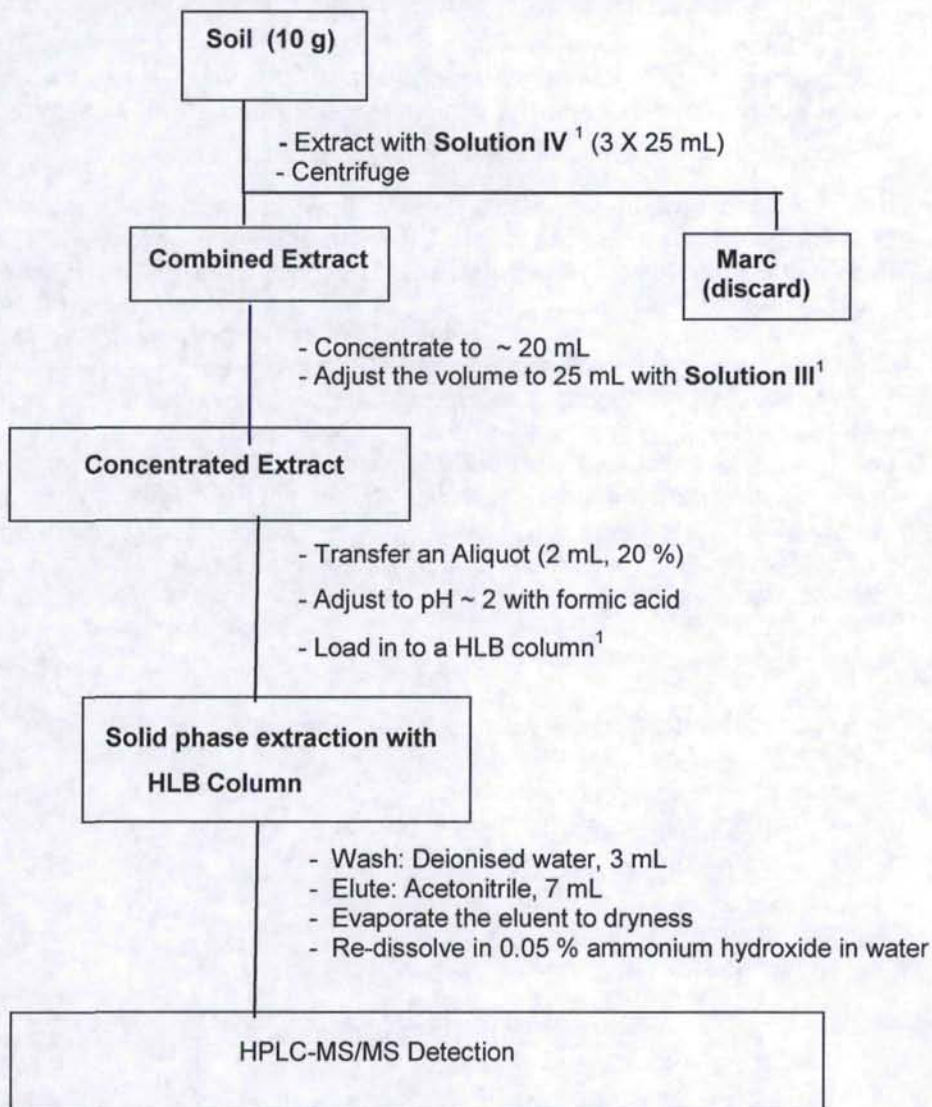 Soil (10 g)
- Extract with Solution IV ¹ (3 X 25 mL)
- Centrifuge
Combined Extract
Marc
(discard)
- Concentrate to ~ 20 mL
- Adjust the volume to 25 mL with Solution III¹
Concentrated Extract
- Transfer an Aliquot (2 mL, 20 %)
- Adjust to pH ~ 2 with formic acid
- Load in to a HLB column¹
Solid phase extraction with
HLB Column
- Wash: Deionised water, 3 mL
- Elute: Acetonitrile, 7 mL
- Evaporate the eluent to dryness
- Re-dissolve in 0.05 % ammonium hydroxide in water
HPLC-MS/MS Detection